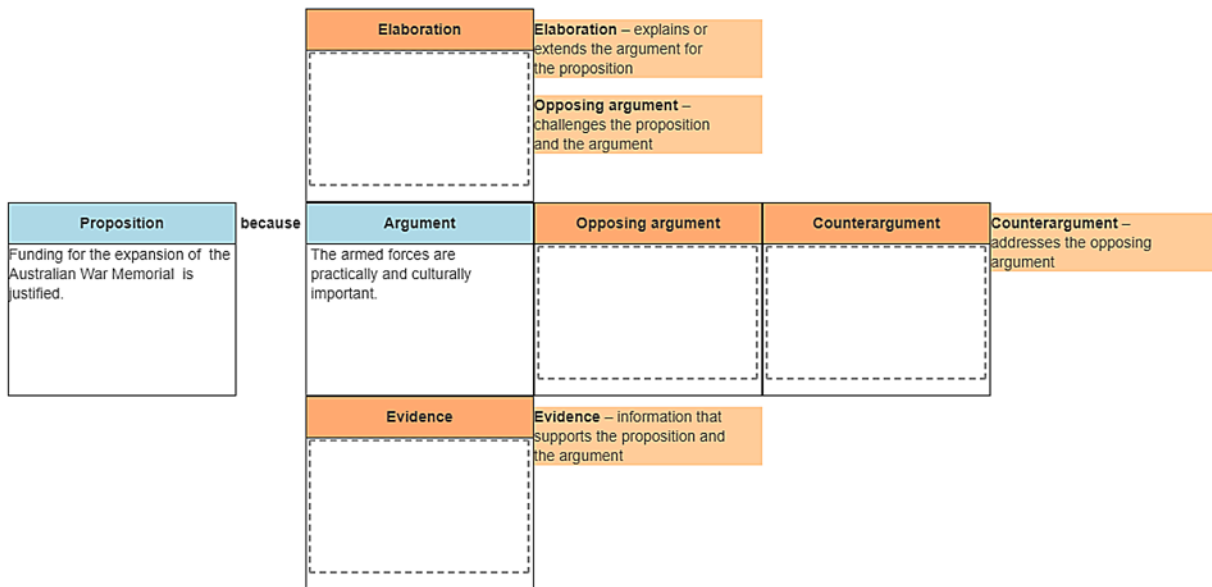 Elaboration
Elaboration – explains or
extends the argument for
the proposition
Opposing argument –
challenges the proposition
and the argument
Proposition
because
Argument
Opposing argument
Counterargument
Counterargument –
addresses the opposing
argument
Funding for the expansion of the
Australian War Memorial is
justified.
The armed forces are
practically and culturally
important.
Evidence
Evidence – information that
supports the proposition and
the argument